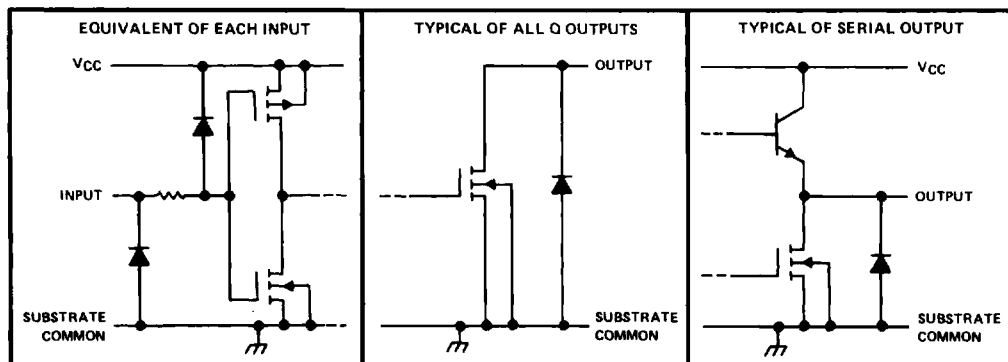 EQUIVALENT OF EACH INPUT
VCC
INPUT
SUBSTRATE
COMMON
TYPICAL OF ALL Q OUTPUTS
OUTPUT
SUBSTRATE
COMMON
TYPICAL OF SERIAL OUTPUT
VCC
OUTPUT
SUBSTRATE
COMMON